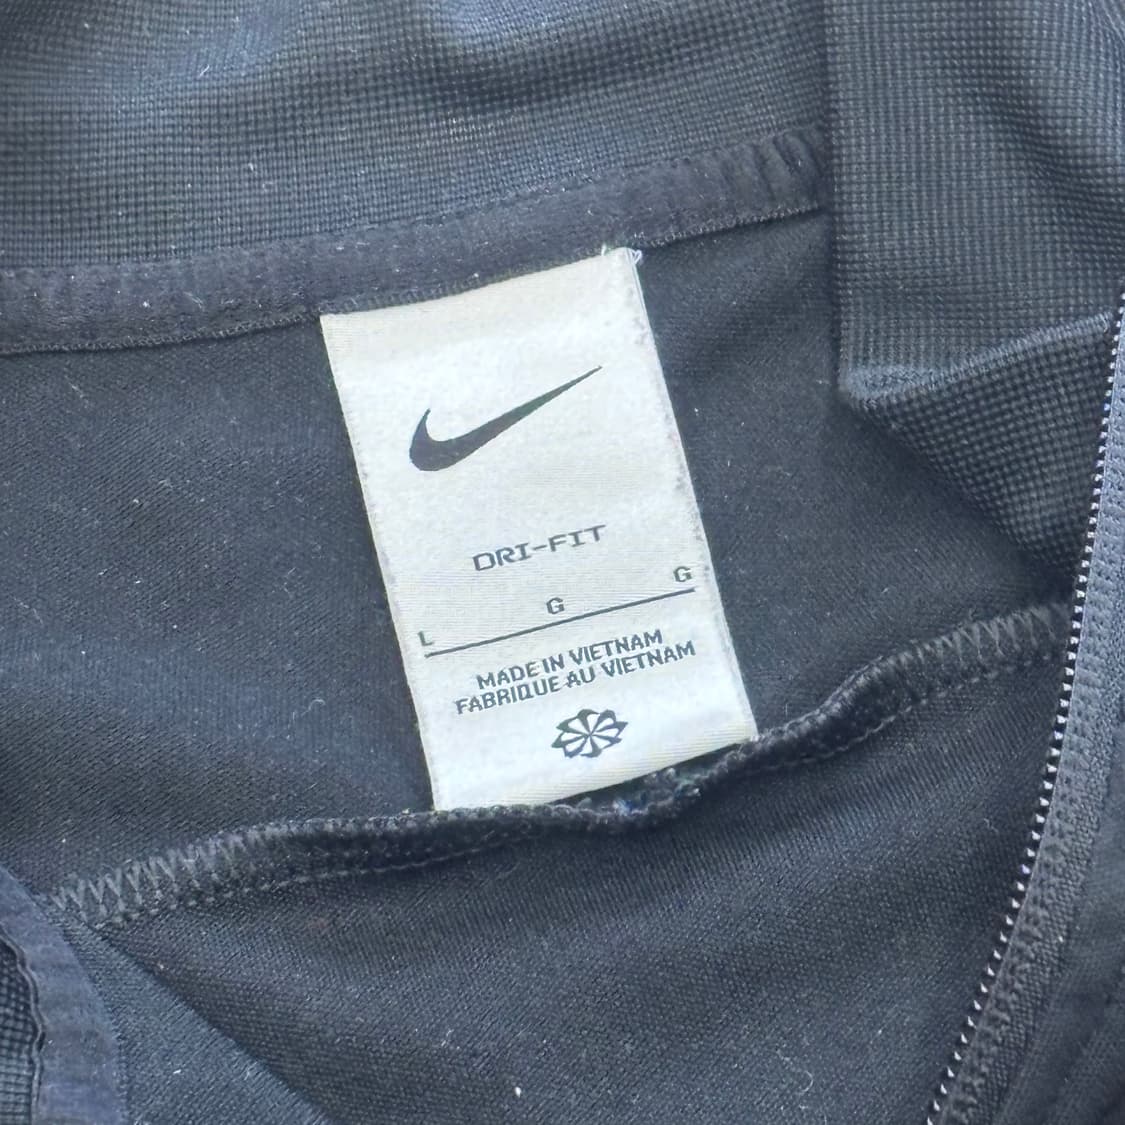 DRI-FIT
L G G
MADE IN VIETNAM
FABRIQUE AU VIETNAM